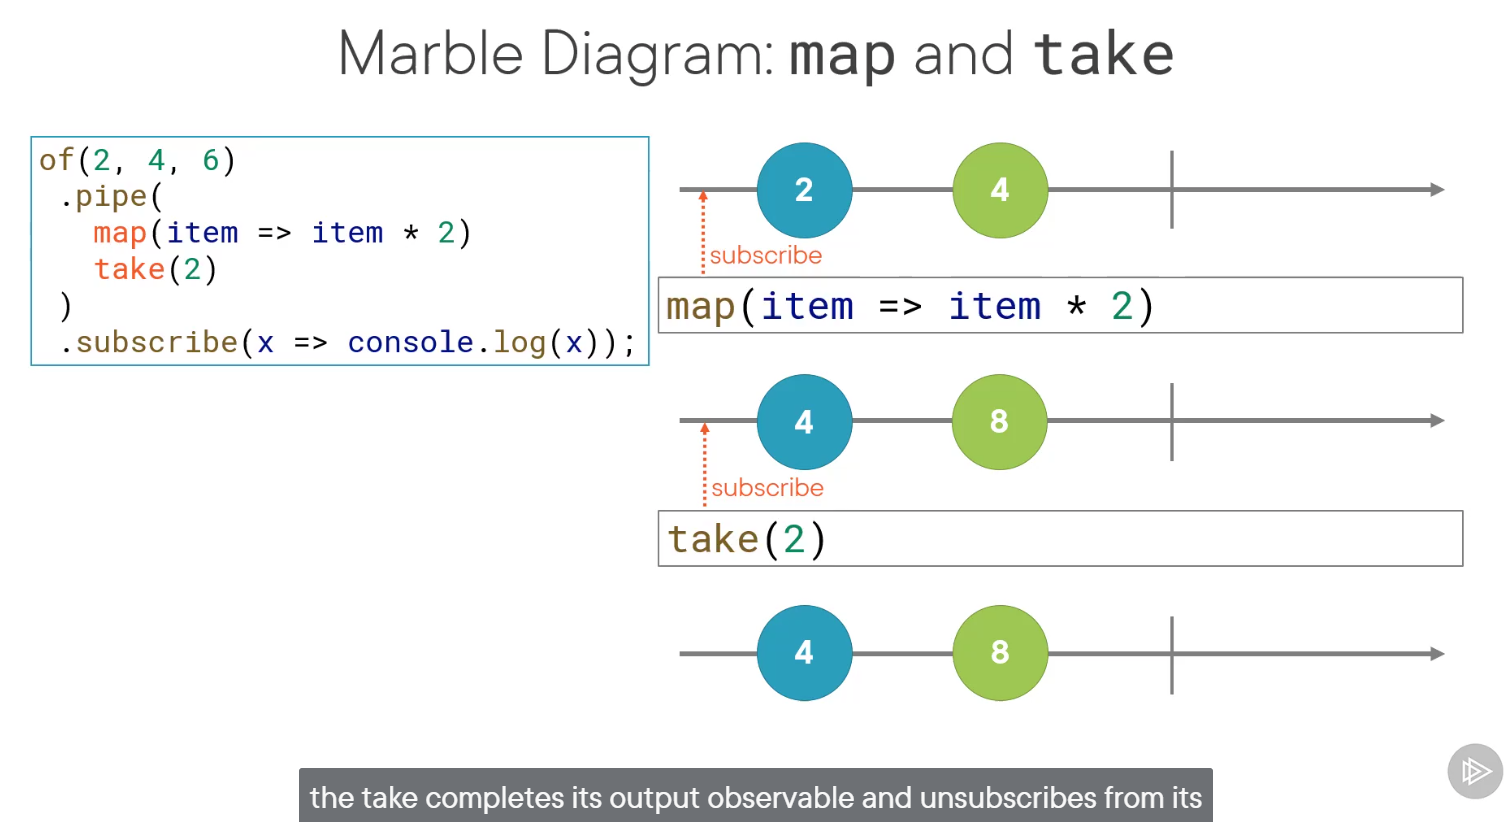 Marble Diagram: map and take
of(2, 4, 6)
.pipe(
map(item => item * 2)
take(2)
)
.subscribe(x => console.log(x));
2 4
subscribe
map(item => item * 2)
4 8
subscribe
take(2)
4 8
the take completes its output observable and unsubscribes from its